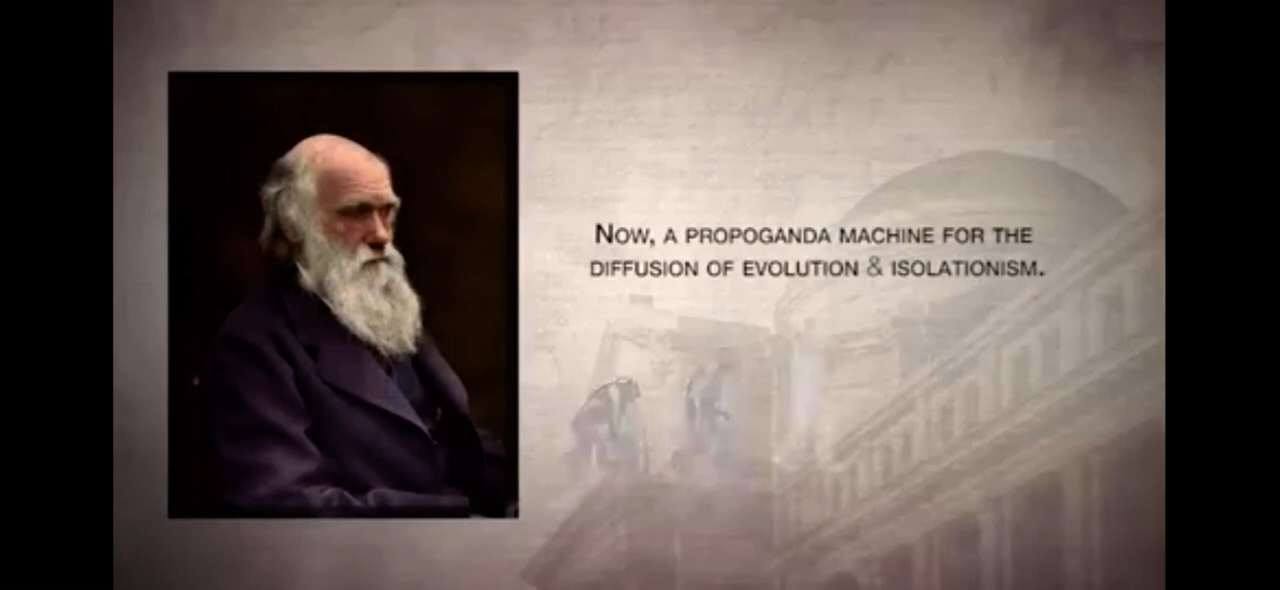 Now, a propoganda machine for the
diffusion of evolution & isolationism.